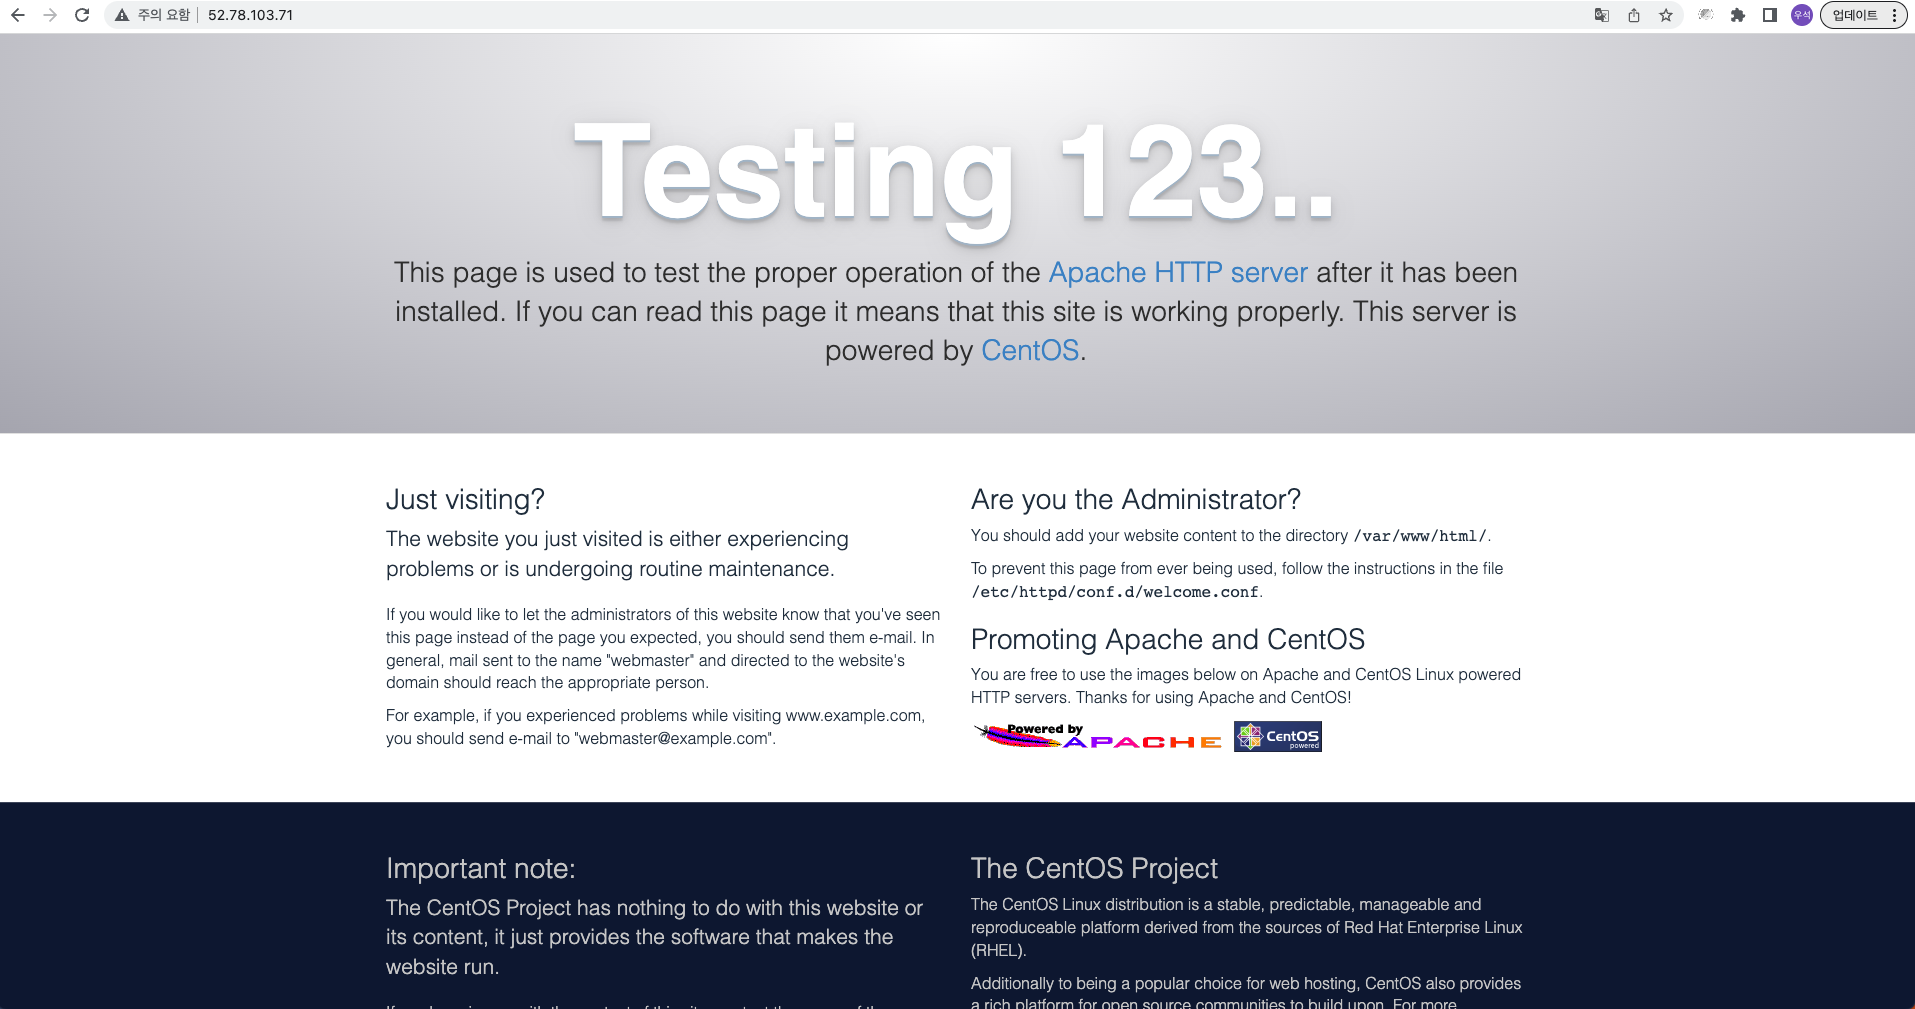 주의 요함 52.78.103.71 우석 업데이트
Testing 123..
This page is used to test the proper operation of the Apache HTTP server after it has been
installed. If you can read this page it means that this site is working properly. This server is
powered by CentOS.
Just visiting?
The website you just visited is either experiencing
problems or is undergoing routine maintenance.
If you would like to let the administrators of this website know that you've seen
this page instead of the page you expected, you should send them e-mail. In
general, mail sent to the name "webmaster" and directed to the website's
domain should reach the appropriate person.
For example, if you experienced problems while visiting www.example.com,
you should send e-mail to "webmaster@example.com".
Are you the Administrator?
You should add your website content to the directory /var/www/html/.
To prevent this page from ever being used, follow the instructions in the file
/etc/httpd/conf.d/welcome.conf.
Promoting Apache and CentOS
You are free to use the images below on Apache and CentOS Linux powered
HTTP servers. Thanks for using Apache and CentOS!
Powered by
APACHE
CentOS
powered
Important note:
The CentOS Project has nothing to do with this website or
its content, it just provides the software that makes the
website run.
The CentOS Project
The CentOS Linux distribution is a stable, predictable, manageable and
reproduceable platform derived from the sources of Red Hat Enterprise Linux
(RHEL).
Additionally to being a popular choice for web hosting, CentOS also provides
a rich platform for open source communities to build upon. For more